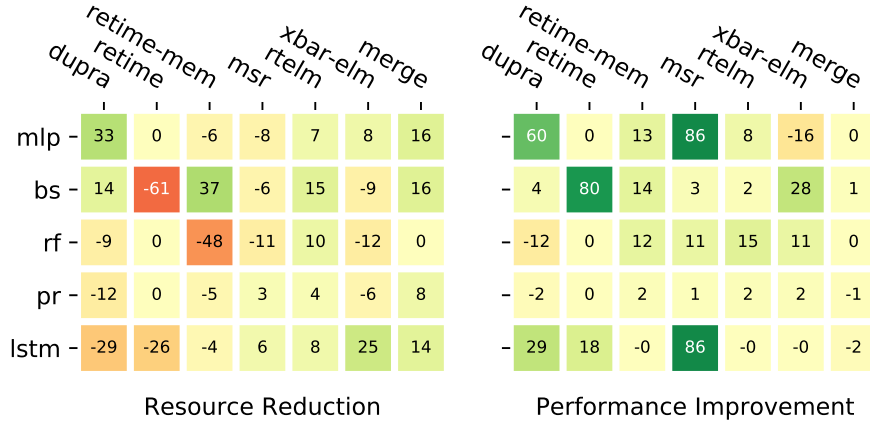 dupra retime retime-mem msr rtelm xbar-elm merge dupra retime retime-mem msr rtelm xbar-elm merge
mlp 33 0 -6 -8 7 8 16 60 0 13 86 8 -16 0
bs 14 -61 37 -6 15 -9 16 4 80 14 3 2 28 1
rf -9 0 -48 -11 10 -12 0 -12 0 12 11 15 11 0
pr -12 0 -5 3 4 -6 8 -2 0 2 1 2 2 -1
lstm -29 -26 -4 6 8 25 14 29 18 -0 86 -0 -0 -2
Resource Reduction Performance Improvement